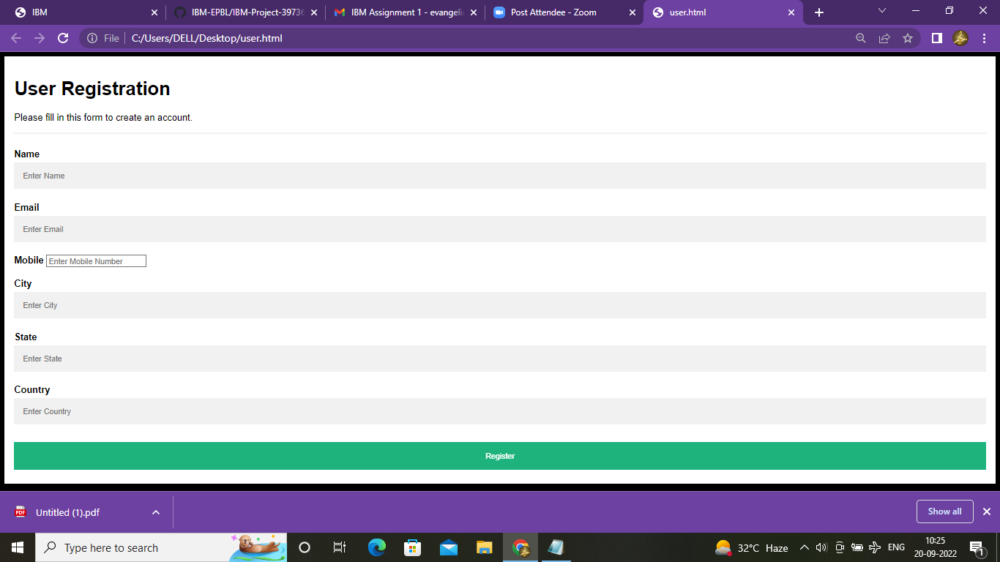 IBM
IBM-EPBL/IBM-Project-3973
IBM Assignment 1 - evangeli
Post Attendee - Zoom
user.html
File
C:/Users/DELL/Desktop/user.html
User Registration
Please fill in this form to create an account.
Name
Enter Name
Email
Enter Email
Mobile Enter Mobile Number
City
Enter City
State
Enter State
Country
Enter Country
Register
PDF
Untitled (1).pdf
Show all
Type here to search
32°C Haze
ENG
10:25
20-09-2022
1